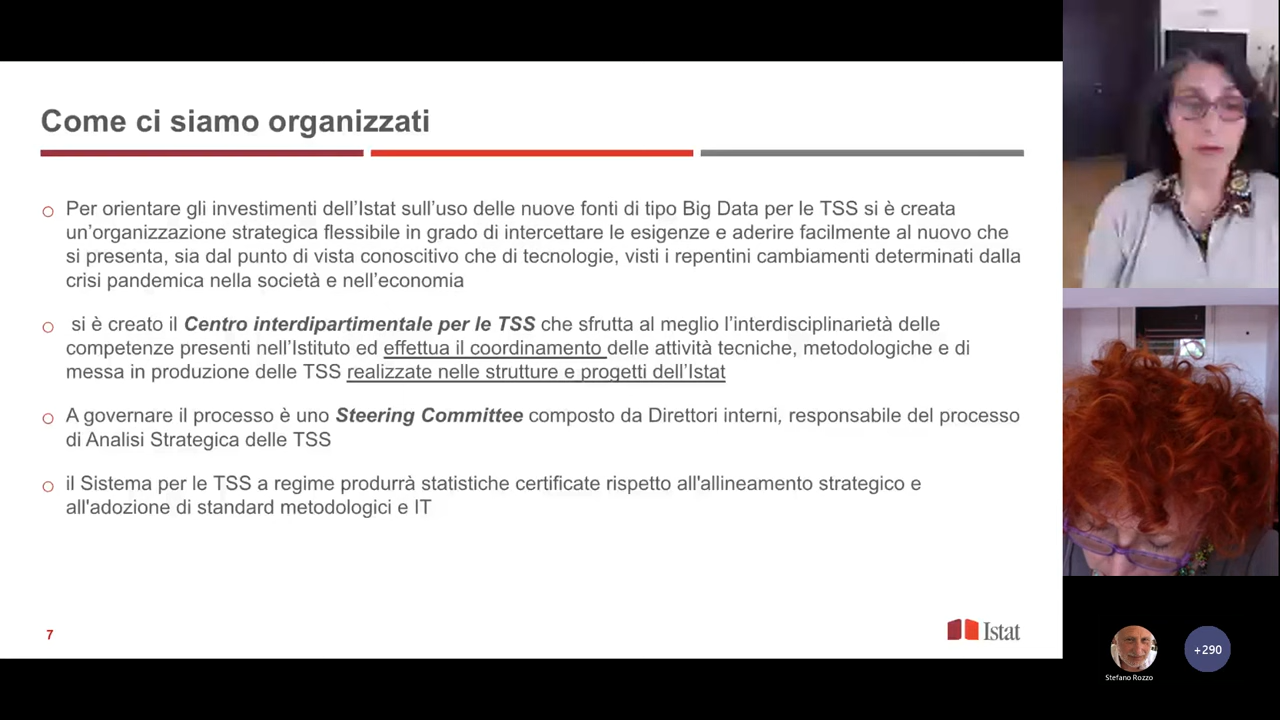 Come ci siamo organizzati
Per orientare gli investimenti dell'Istat sull'uso delle nuove fonti di tipo Big Data per le TSS si è creata
un'organizzazione strategica flessibile in grado di intercettare le esigenze e aderire facilmente al nuovo che
si presenta, sia dal punto di vista conoscitivo che di tecnologie, visti i repentini cambiamenti determinati dalla
crisi pandemica nella società e nell'economia
si è creato il Centro interdipartimentale per le TSS che sfrutta al meglio l'interdisciplinarietà delle
competenze presenti nell'Istituto ed effettua il coordinamento delle attività tecniche, metodologiche e di
messa in produzione delle TSS realizzate nelle strutture e progetti dell'Istat
A governare il processo è uno Steering Committee composto da Direttori interni, responsabile del processo
di Analisi Strategica delle TSS
il Sistema per le TSS a regime produrrà statistiche certificate rispetto all'allineamento strategico e
all'adozione di standard metodologici e IT
7
Istat
Stefano Rozzo
+290